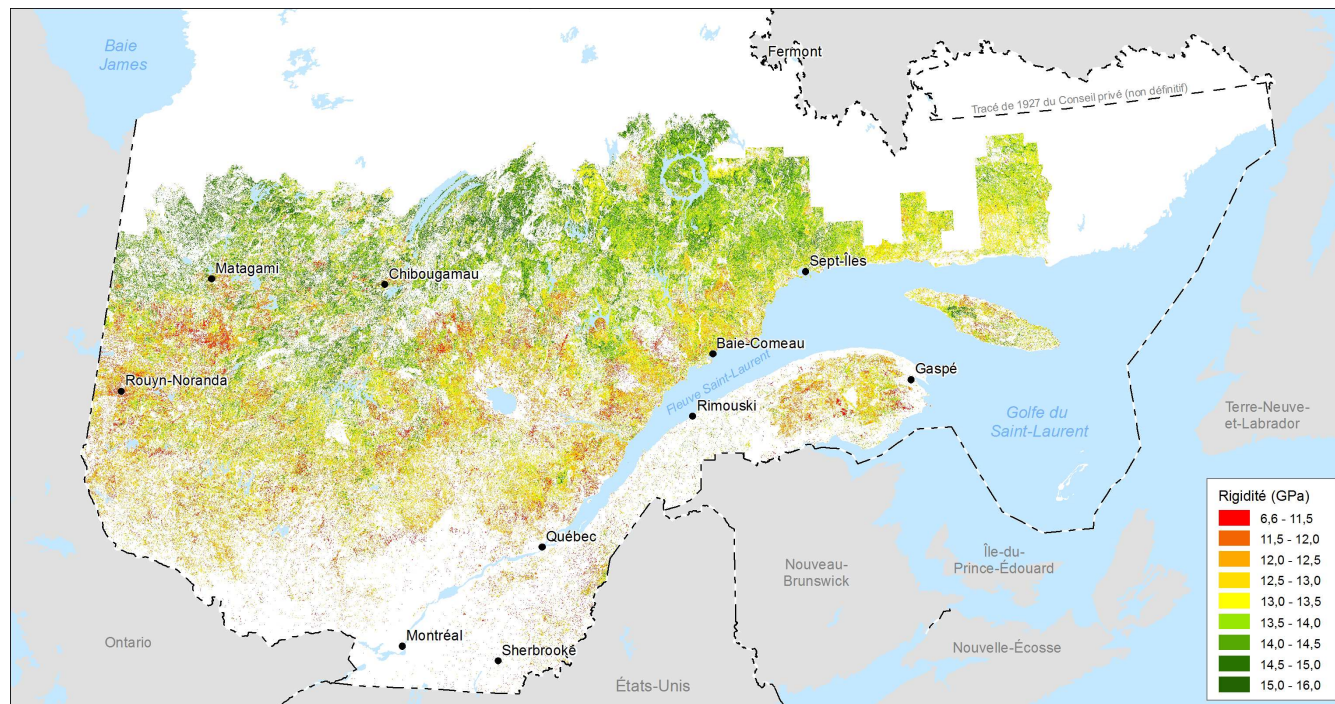 Baie
James
Fermont
Tracé de 1927 du Conseil privé (non définitif)
Matagami
Chibougamau
Sept-Îles
Baie-Comeau
Rouyn-Noranda
Gaspé
Fleuve Saint-Laurent
Rimouski
Golfe du
Saint-Laurent
Terre-Neuve-
et-Labrador
Québec
Nouveau-
Brunswick
Île-du-
Prince-Édouard
Ontario
Montréal
Sherbrooke
Nouvelle-Écosse
États-Unis
Rigidité (GPa)
6,6 - 11,5
11,5 - 12,0
12,0 - 12,5
12,5 - 13,0
13,0 - 13,5
13,5 - 14,0
14,0 - 14,5
14,5 - 15,0
15,0 - 16,0